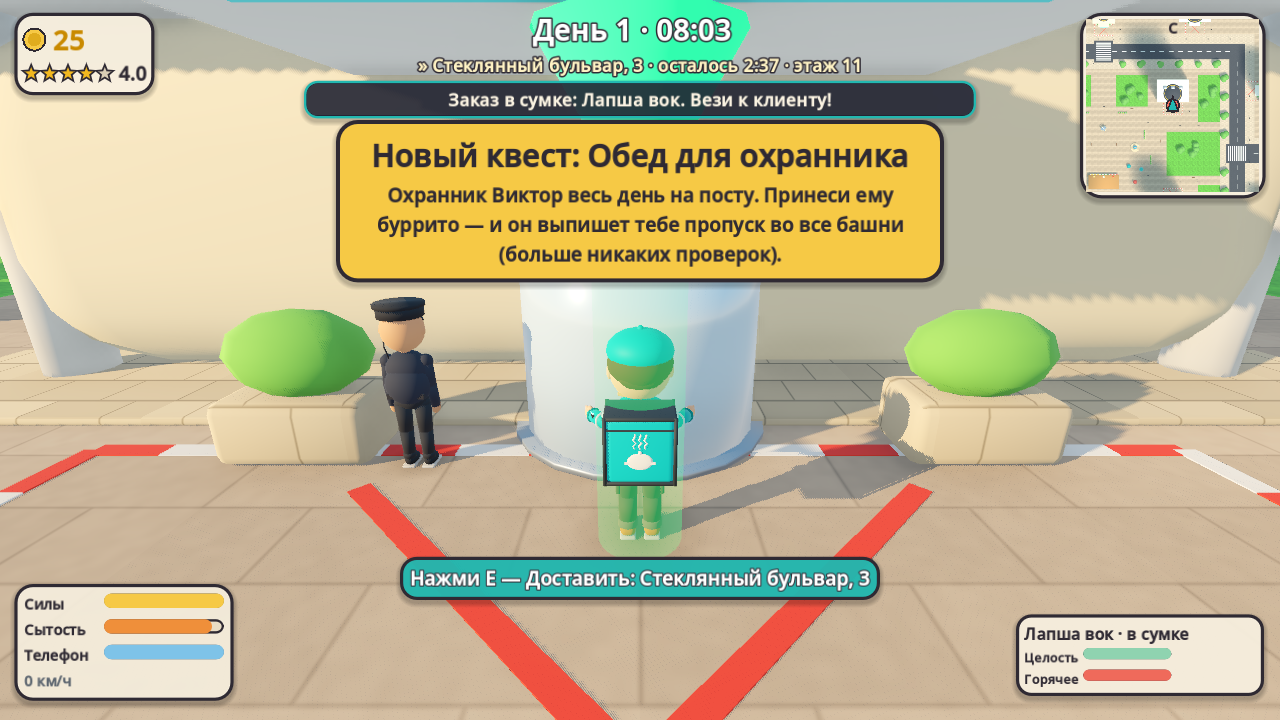 25
4.0
День 1 · 08:03
» Стеклянный бульвар, 3 · осталось 2:37 · этаж 11
Заказ в сумке: Лапша вок. Вези к клиенту!
С
Новый квест: Обед для охранника
Охранник Виктор весь день на посту. Принеси ему
буррито — и он выпишет тебе пропуск во все башни
(больше никаких проверок).
Нажми E — Доставить: Стеклянный бульвар, 3
Силы
Сытость
Телефон
0 км/ч
Лапша вок · в сумке
Целость
Горячее